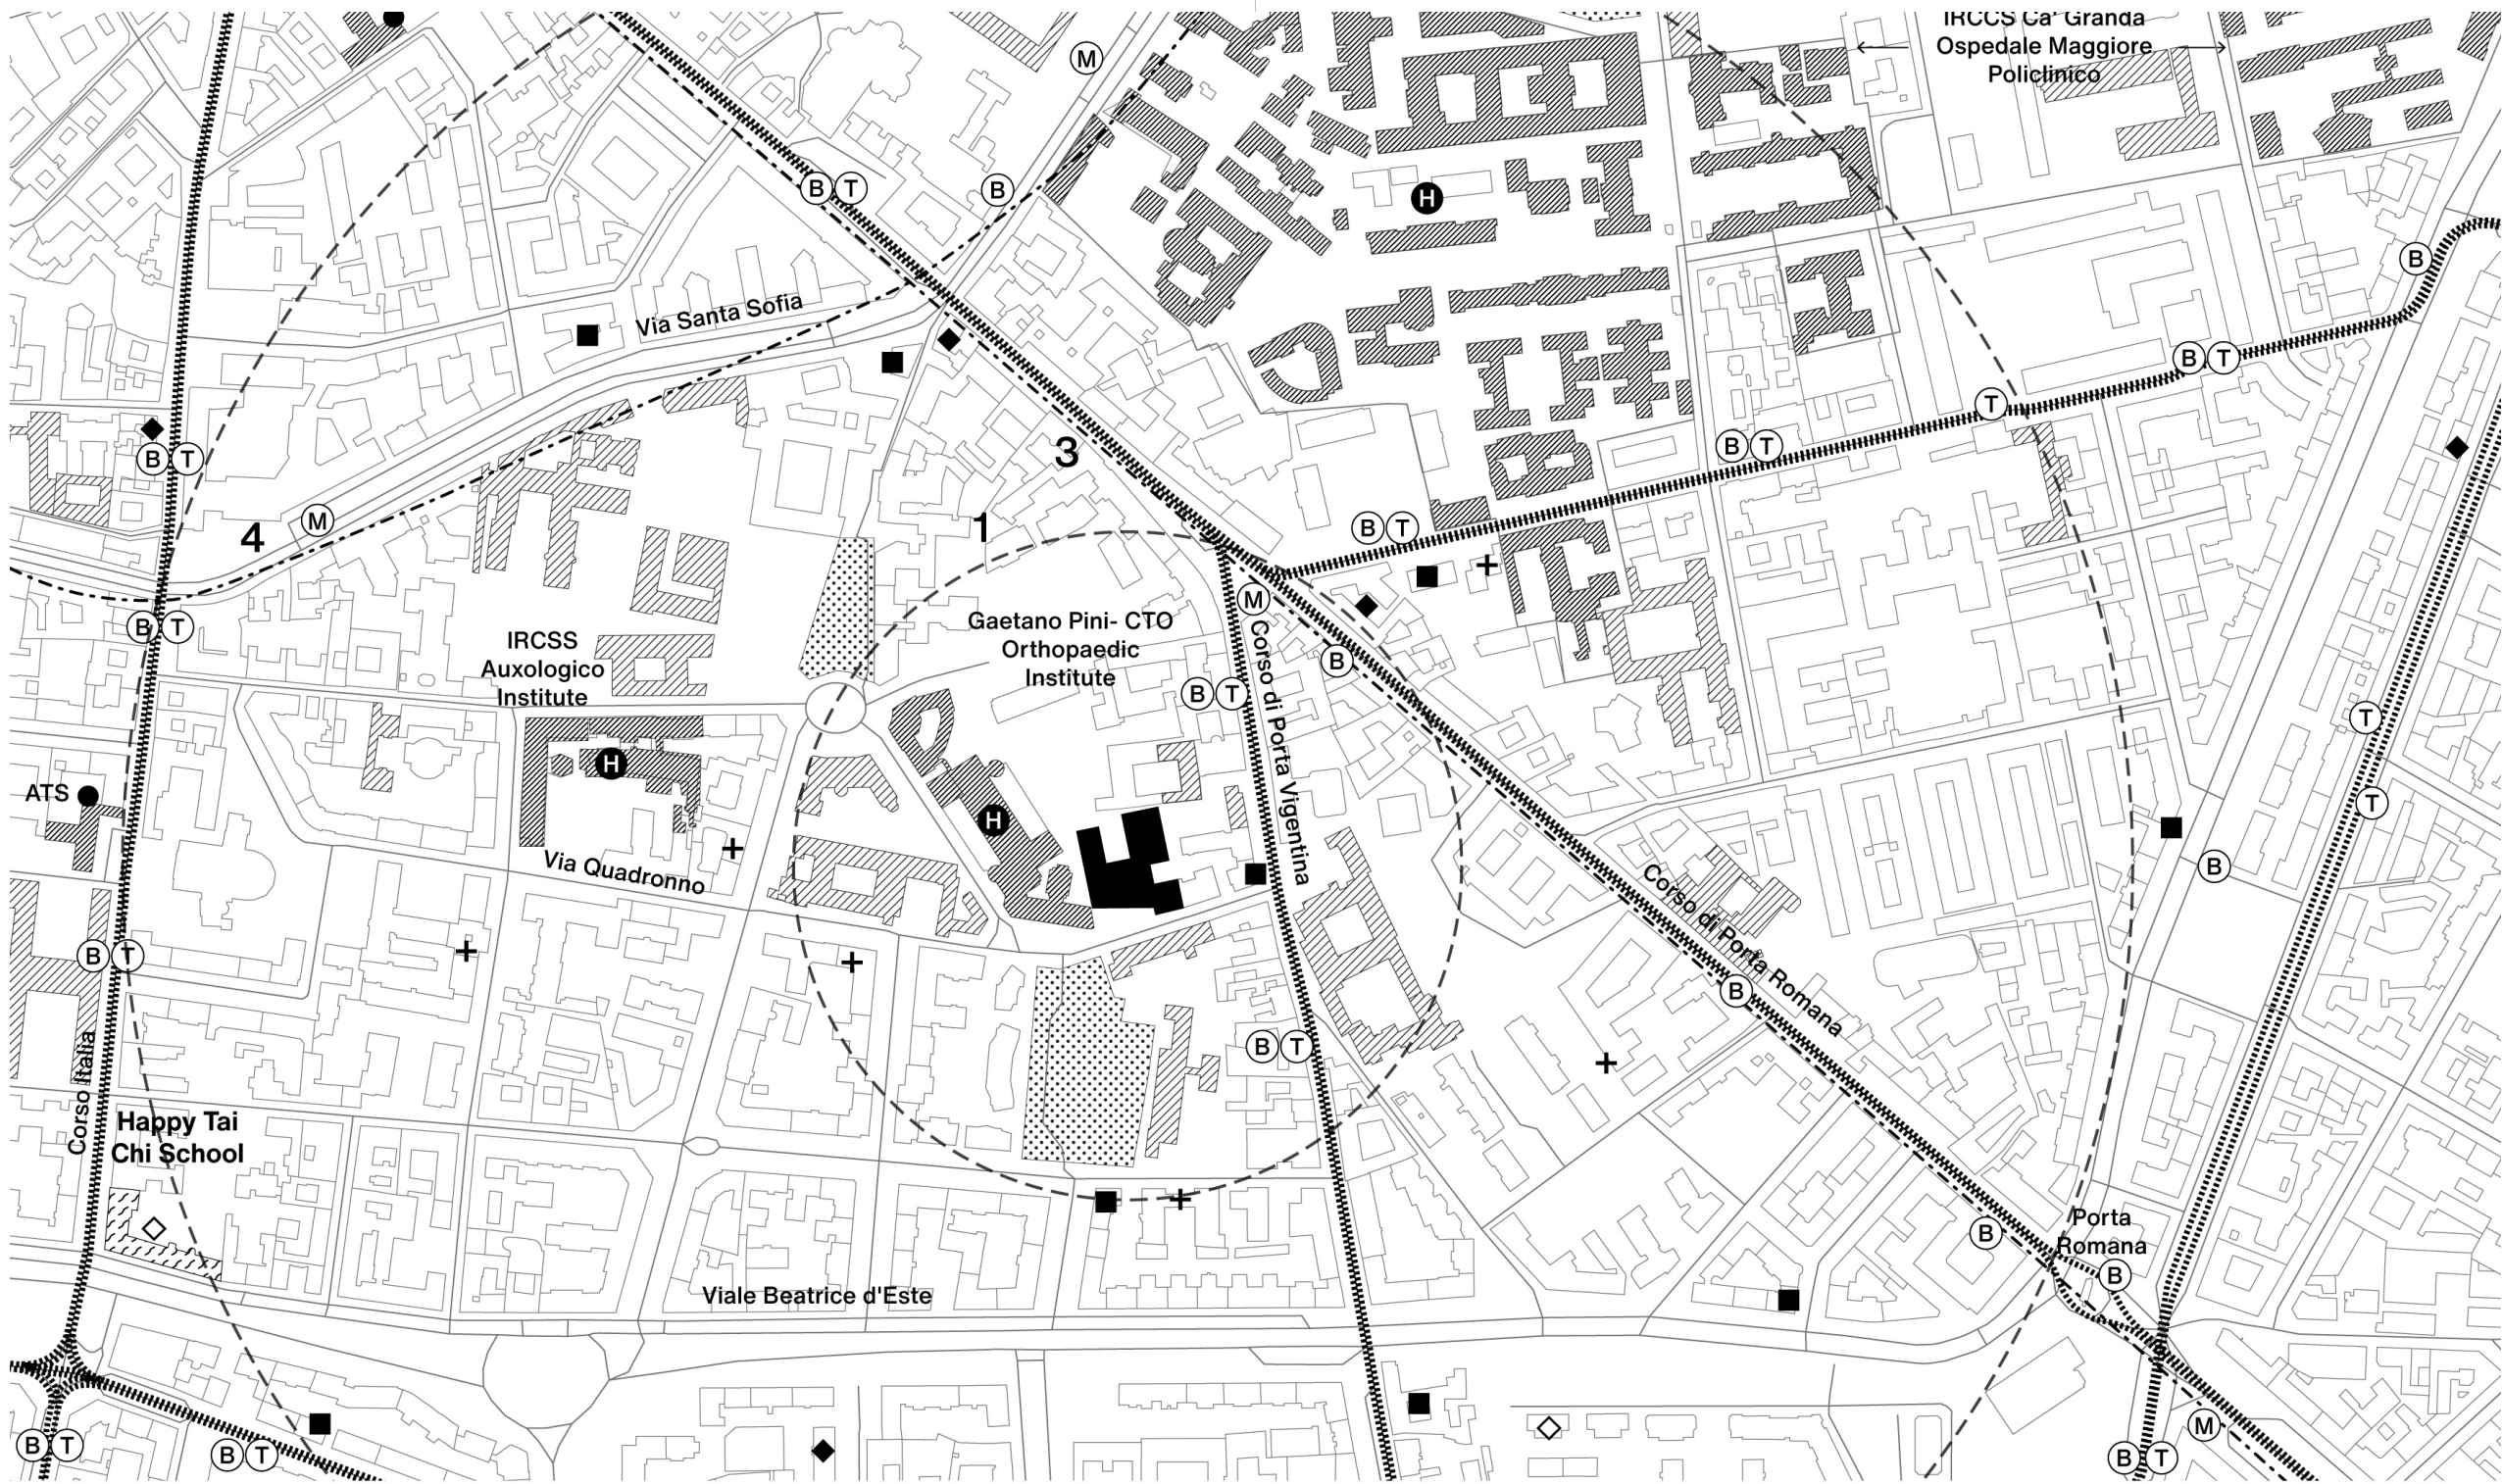 IRCCS Ca' Granda
Ospedale Maggiore
Policlinico
M
B T
B
H
B
Via Santa Sofia
B T
T
3
B T
B T
4
M
1
B T
B T
M
Gaetano Pini- CTO
Orthopaedic
Institute
IRCSS
Auxologico
Institute
B
B T
Corso di Porta Vigentina
T
H
ATS
T
H
Via Quadronno
B
Corso di Porta Romana
B T
B
B T
Corso Italia
Happy Tai
Chi School
Porta
Romana
B
B
Viale Beatrice d'Este
M
B T
B T
B T